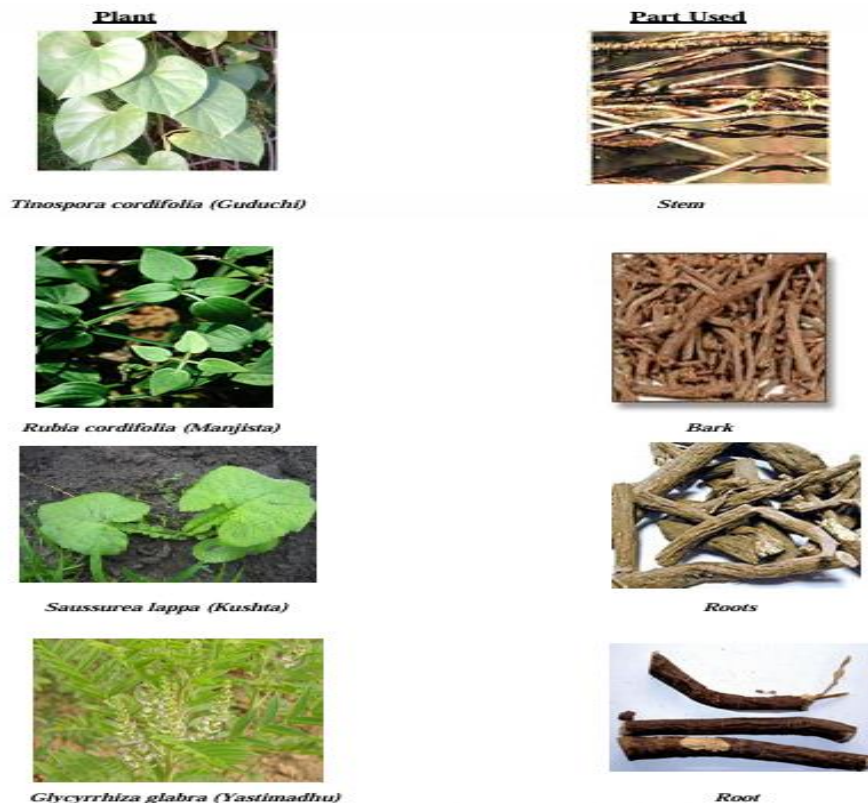 Plant
Part Used
Tinospora cordifolia (Guduchi)
Stem
Rubia cordifolia (Manjista)
Bark
Saussurea lappa (Kushta)
Roots
Glycyrrhiza glabra (Yastimadhu)
Root